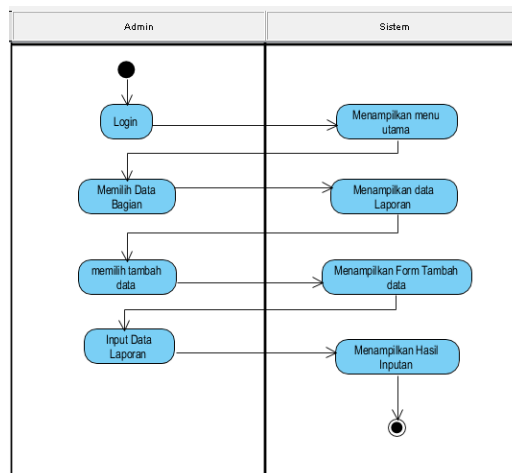 Admin
Sistem
Login
Menampilkan menu
utama
Memilih Data
Bagian
Menampilkan data
Laporan
memilih tambah
data
Menampilkan Form Tambah
data
Input Data
Laporan
Menampilkan Hasil
Inputan